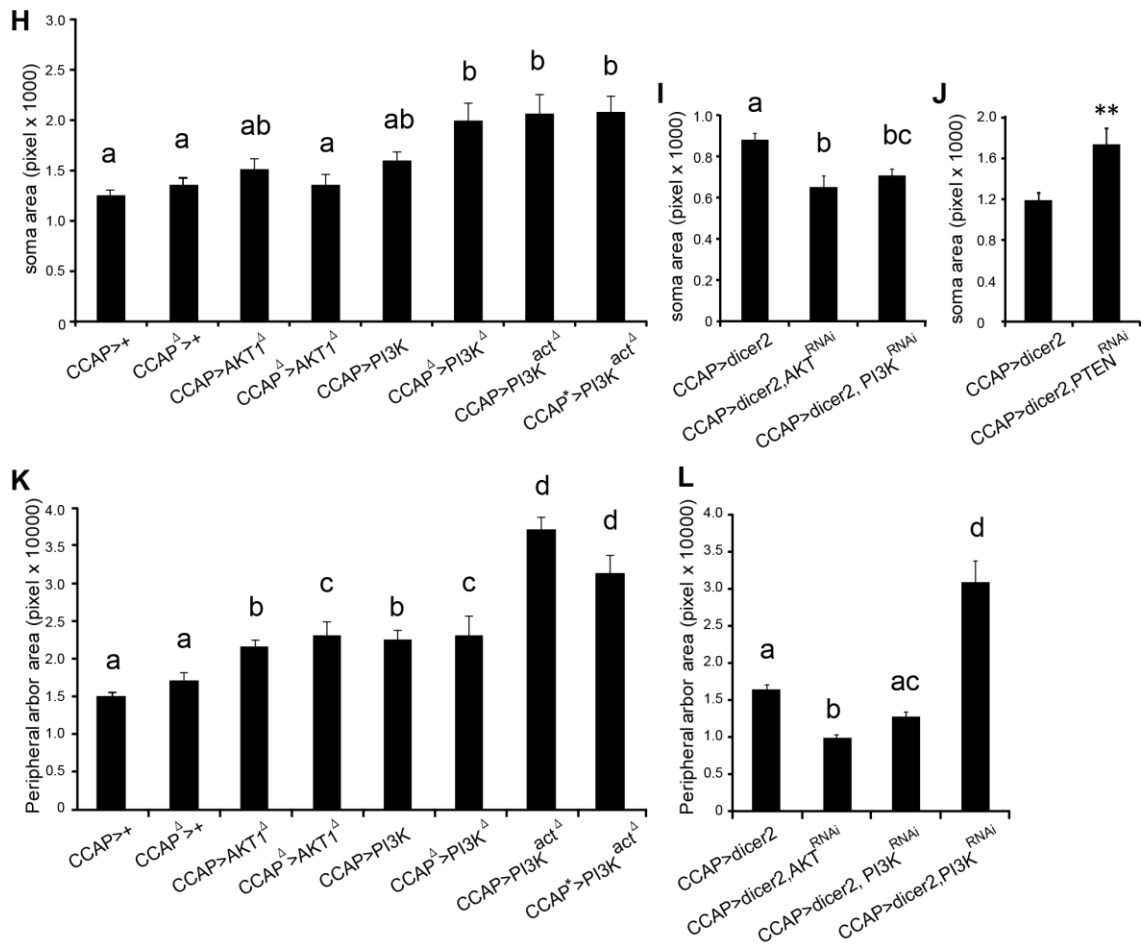 H
soma area (pixel x 1000)
3.0
2.5
2.0
1.5
1.3
1.5
0
a
a
ab
a
ab
b
b
b
CCAP>+
CCAP^Δ>+
CCAP>AKT1^Δ
CCAP^Δ>AKT1^Δ
CCAP>PI3K
CCAP^Δ>PI3K^Δ
CCAP>PI3K^act Δ
CCAP*>PI3K^act Δ
I
soma area (pixel x 1000)
1.0
0.8
0.6
0.4
0.2
0
a
b
bc
CCAP>dicer2
CCAP>dicer2,AKT^RNAi
CCAP>dicer2, PI3K^RNAi
J
soma area (pixel x 1000)
2.0
1.6
1.2
0.8
0.4
0
**
CCAP>dicer2
CCAP>dicer2,PTEN^RNAi
K
Peripheral arbor area (pixel x 10000)
4.0
3.5
3.0
2.5
2.0
1.5
1.0
0.5
0
a
a
b
c
b
c
d
d
CCAP>+
CCAP^Δ>+
CCAP>AKT1^Δ
CCAP^Δ>AKT1^Δ
CCAP>PI3K
CCAP^Δ>PI3K^Δ
CCAP>PI3K^act Δ
CCAP*>PI3K^act Δ
L
Peripheral arbor area (pixel x 10000)
4.0
3.5
3.0
2.5
2.0
1.5
1.0
0.5
0
a
b
ac
d
CCAP>dicer2
CCAP>dicer2,AKT^RNAi
CCAP>dicer2, PI3K^RNAi
CCAP>dicer2,PI3K^RNAi